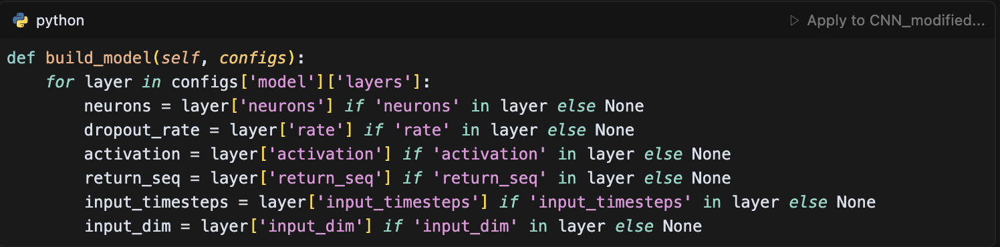 python
Apply to CNN_modified...
def build_model(self, configs):
    for layer in configs['model']['layers']:
        neurons = layer['neurons'] if 'neurons' in layer else None
        dropout_rate = layer['rate'] if 'rate' in layer else None
        activation = layer['activation'] if 'activation' in layer else None
        return_seq = layer['return_seq'] if 'return_seq' in layer else None
        input_timesteps = layer['input_timesteps'] if 'input_timesteps' in layer else None
        input_dim = layer['input_dim'] if 'input_dim' in layer else None